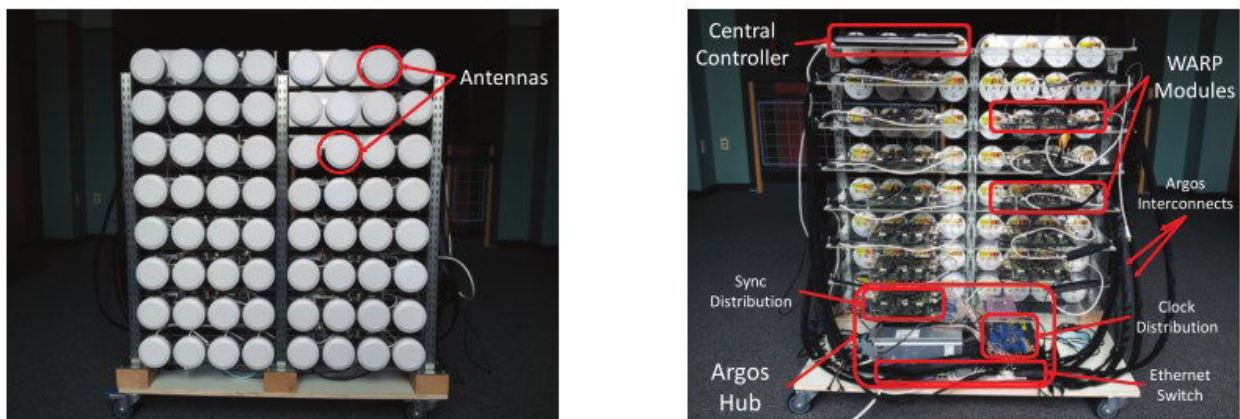 Antennas
Central
Controller
WARP
Modules
Argos
Interconnects
Sync
Distribution
Clock
Distribution
Argos
Hub
Ethernet
Switch